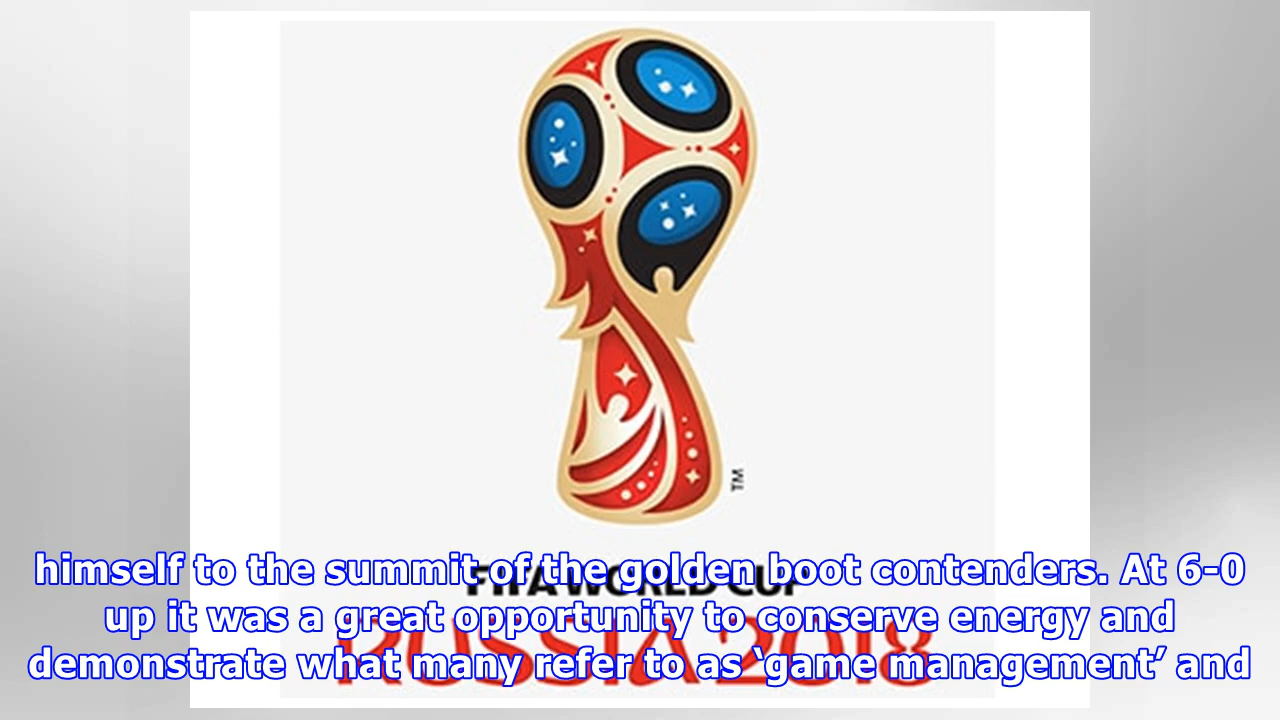 TM
FIFA WORLD CUP
RUSSIA 2018
himself to the summit of the golden boot contenders. At 6-0
up it was a great opportunity to conserve energy and
demonstrate what many refer to as ‘game management’ and